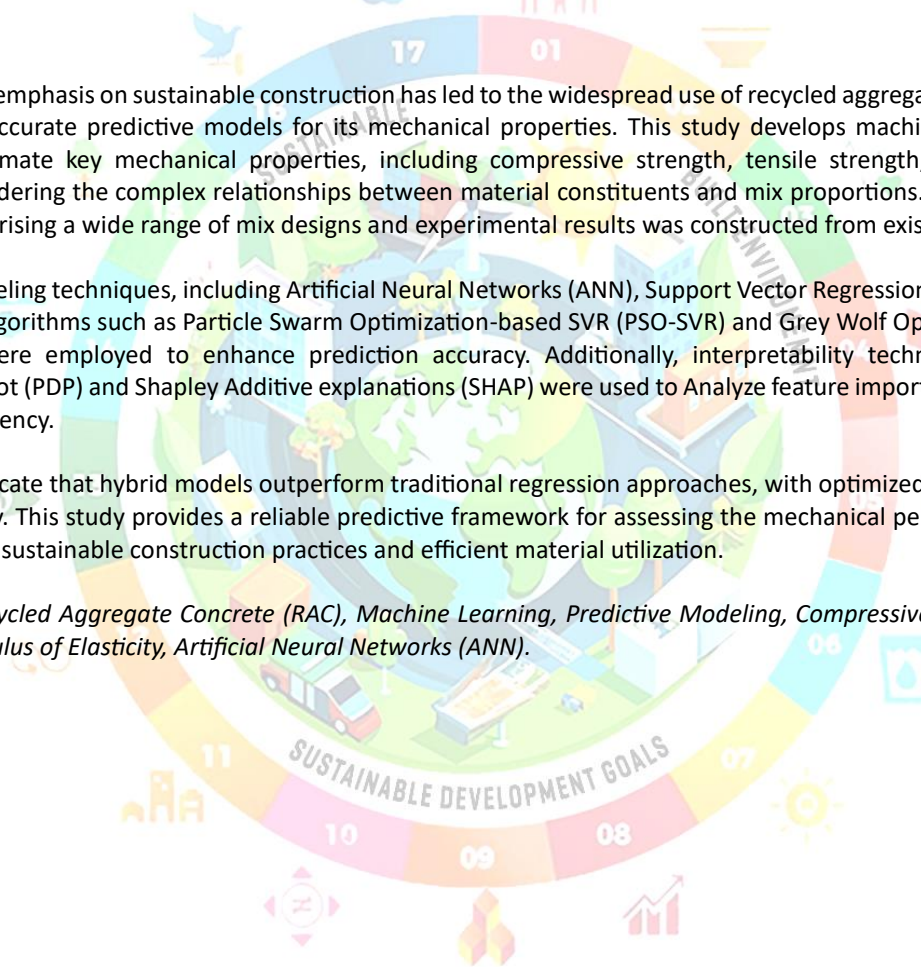 17
01
emphasis on sustainable construction has led to the widespread use of recycled aggrega
ccurate predictive models for its mechanical properties. This study develops machi
mate key mechanical properties, including compressive strength, tensile strength,
dering the complex relationships between material constituents and mix proportions.
rising a wide range of mix designs and experimental results was constructed from exis
eling techniques, including Artificial Neural Networks (ANN), Support Vector Regression
gorithms such as Particle Swarm Optimization-based SVR (PSO-SVR) and Grey Wolf Op
ere employed to enhance prediction accuracy. Additionally, interpretability techn
ot (PDP) and Shapley Additive explanations (SHAP) were used to Analyze feature import
ency.
cate that hybrid models outperform traditional regression approaches, with optimized
y. This study provides a reliable predictive framework for assessing the mechanical pe
sustainable construction practices and efficient material utilization.
ycled Aggregate Concrete (RAC), Machine Learning, Predictive Modeling, Compressive
ulus of Elasticity, Artificial Neural Networks (ANN).
SUSTAINABLE
BUILT ENVIRONMENT
03
04
05
06
07
08
09
10
11
SUSTAINABLE DEVELOPMENT GOALS